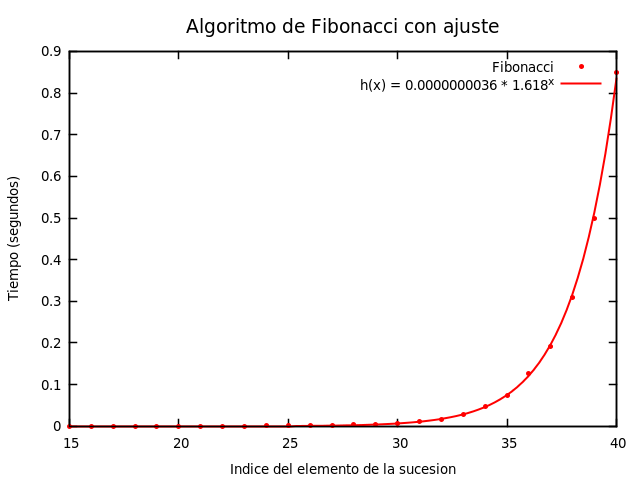 Algoritmo de Fibonacci con ajuste
0.9
0.8
0.7
0.6
0.5
0.4
0.3
0.2
0.1
0
Tiempo (segundos)
Fibonacci
h(x) = 0.0000000036 * 1.618ˣ
15 20 25 30 35 40
Indice del elemento de la sucesion